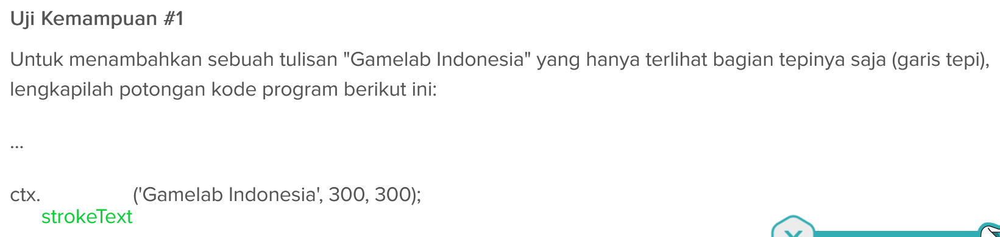 Uji Kemampuan #1
Untuk menambahkan sebuah tulisan "Gamelab Indonesia" yang hanya terlihat bagian tepinya saja (garis tepi),
lengkapilah potongan kode program berikut ini:
...
ctx. ('Gamelab Indonesia', 300, 300);
strokeText